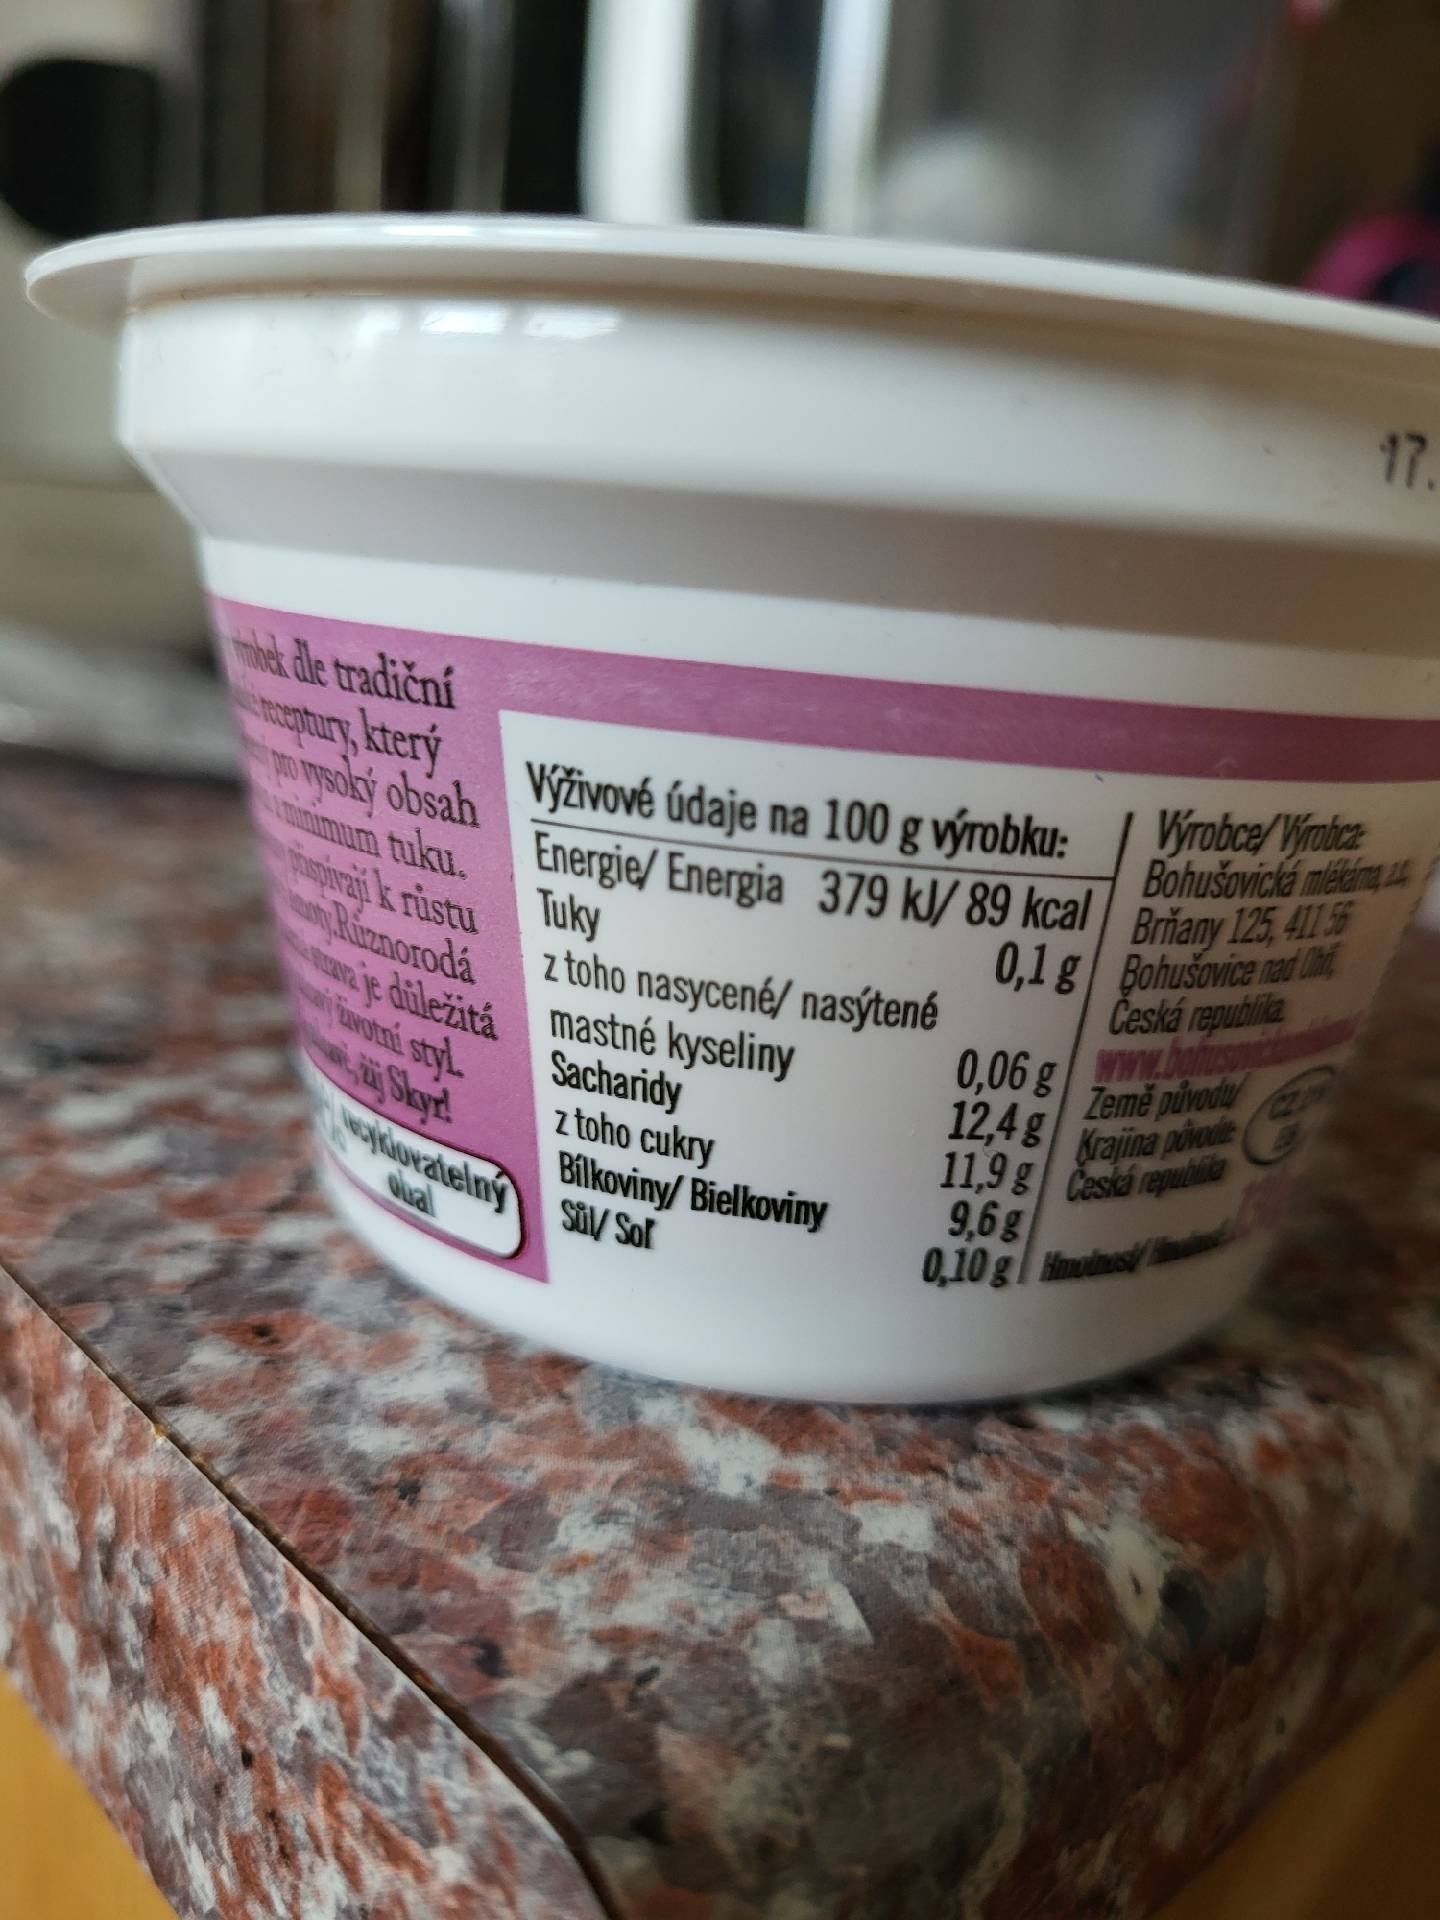 17.
výrobek dle tradiční
receptury, který
pro vysoký obsah
minimum tuku.
přispívají k růstu
hmoty. Různorodá
strava je důležitá
životní styl.
žij Skyr!
recyklovatelný
obal
Výživové údaje na 100 g výrobku:
Energie/ Energia 379 kJ/ 89 kcal
Tuky 0,1 g
z toho nasycené/ nasýtené
mastné kyseliny 0,06 g
Sacharidy 12,4 g
z toho cukry 11,9 g
Bílkoviny/ Bielkoviny 9,6 g
Sůl/ Soľ 0,10 g
Výrobce/ Výrobca:
Bohušovická mlékárna, a.s.
Brňany 125, 411 56
Bohušovice nad Ohří,
Česká republika
Země původu/
Krajina pôvodu:
Česká republika
Hmotnost/